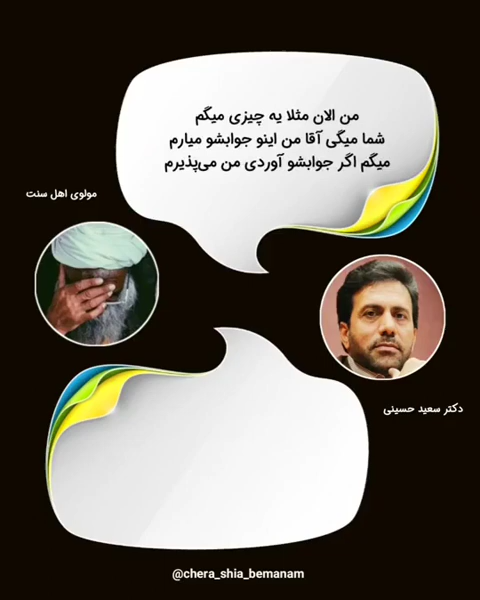 من الان مثلا یه چیزی میگم
شما میگی آقا من اینو جوابشو میارم
میگم اگر جوابشو آوردی من می‌پذیرم
مولوی اهل سنت
دکتر سعید حسینی
@chera_shia_bemanam